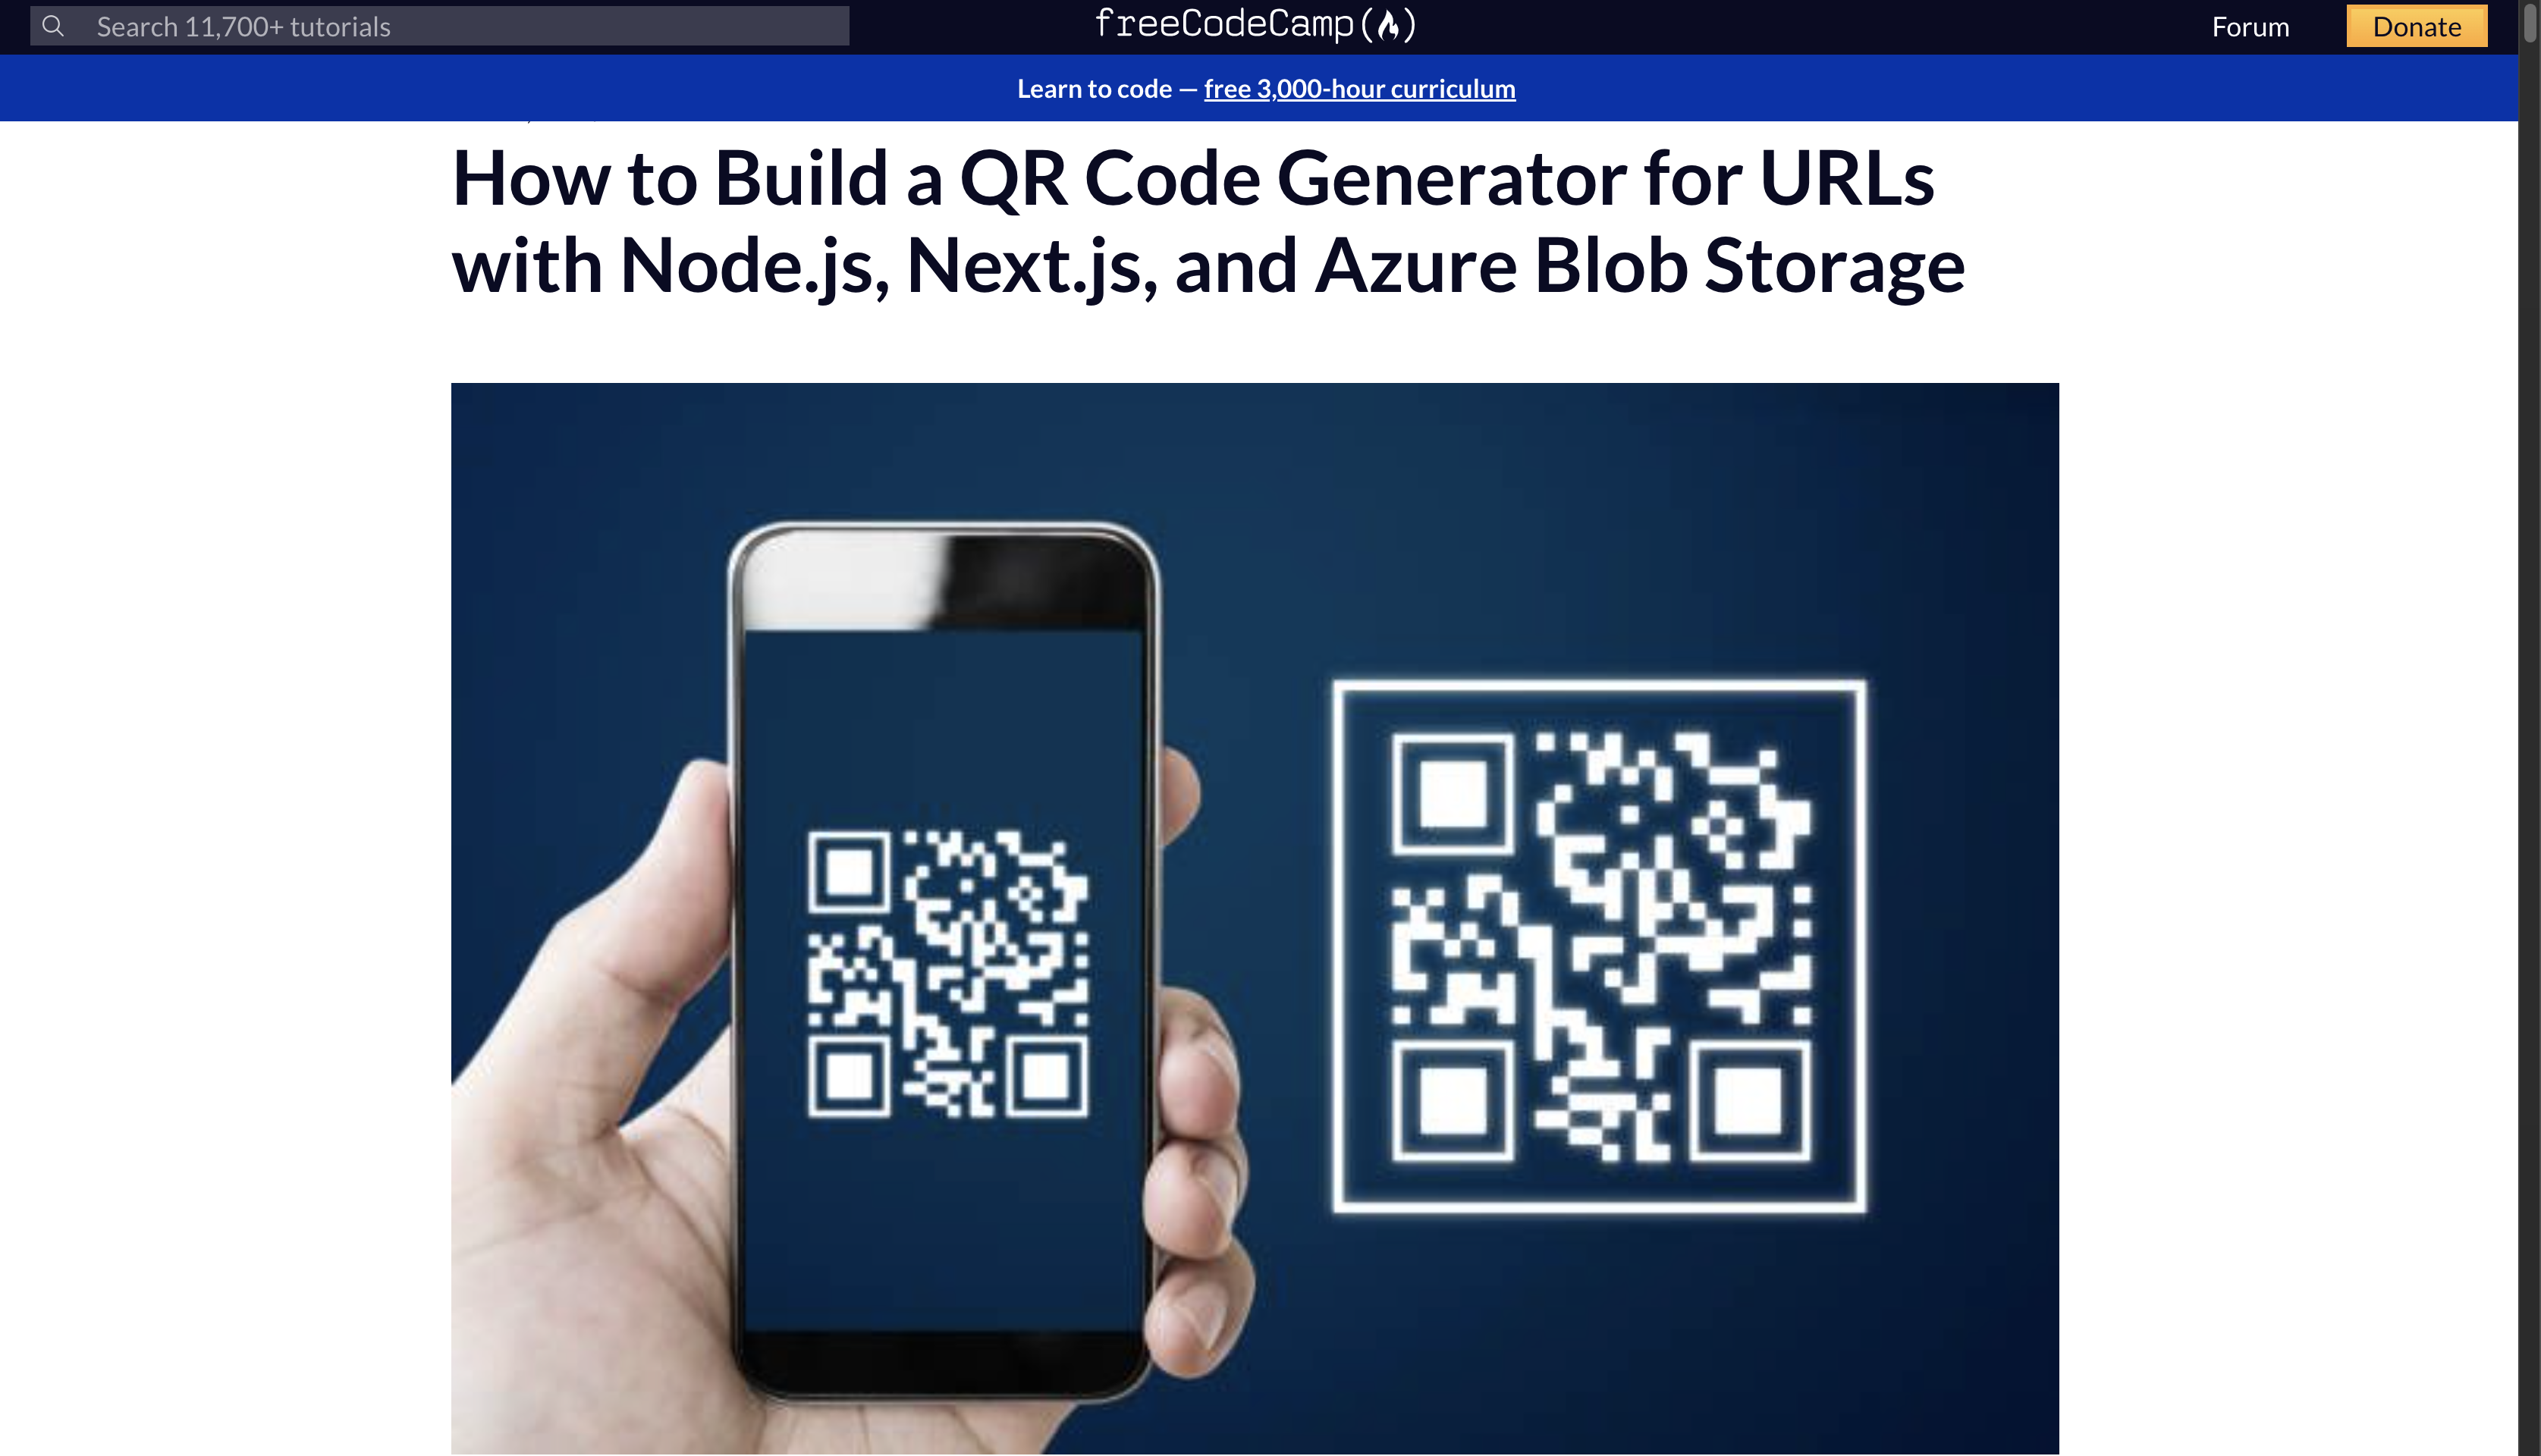 Search 11,700+ tutorials
freeCodeCamp(🔥)
Forum
Donate
Learn to code — free 3,000-hour curriculum
How to Build a QR Code Generator for URLs
with Node.js, Next.js, and Azure Blob Storage